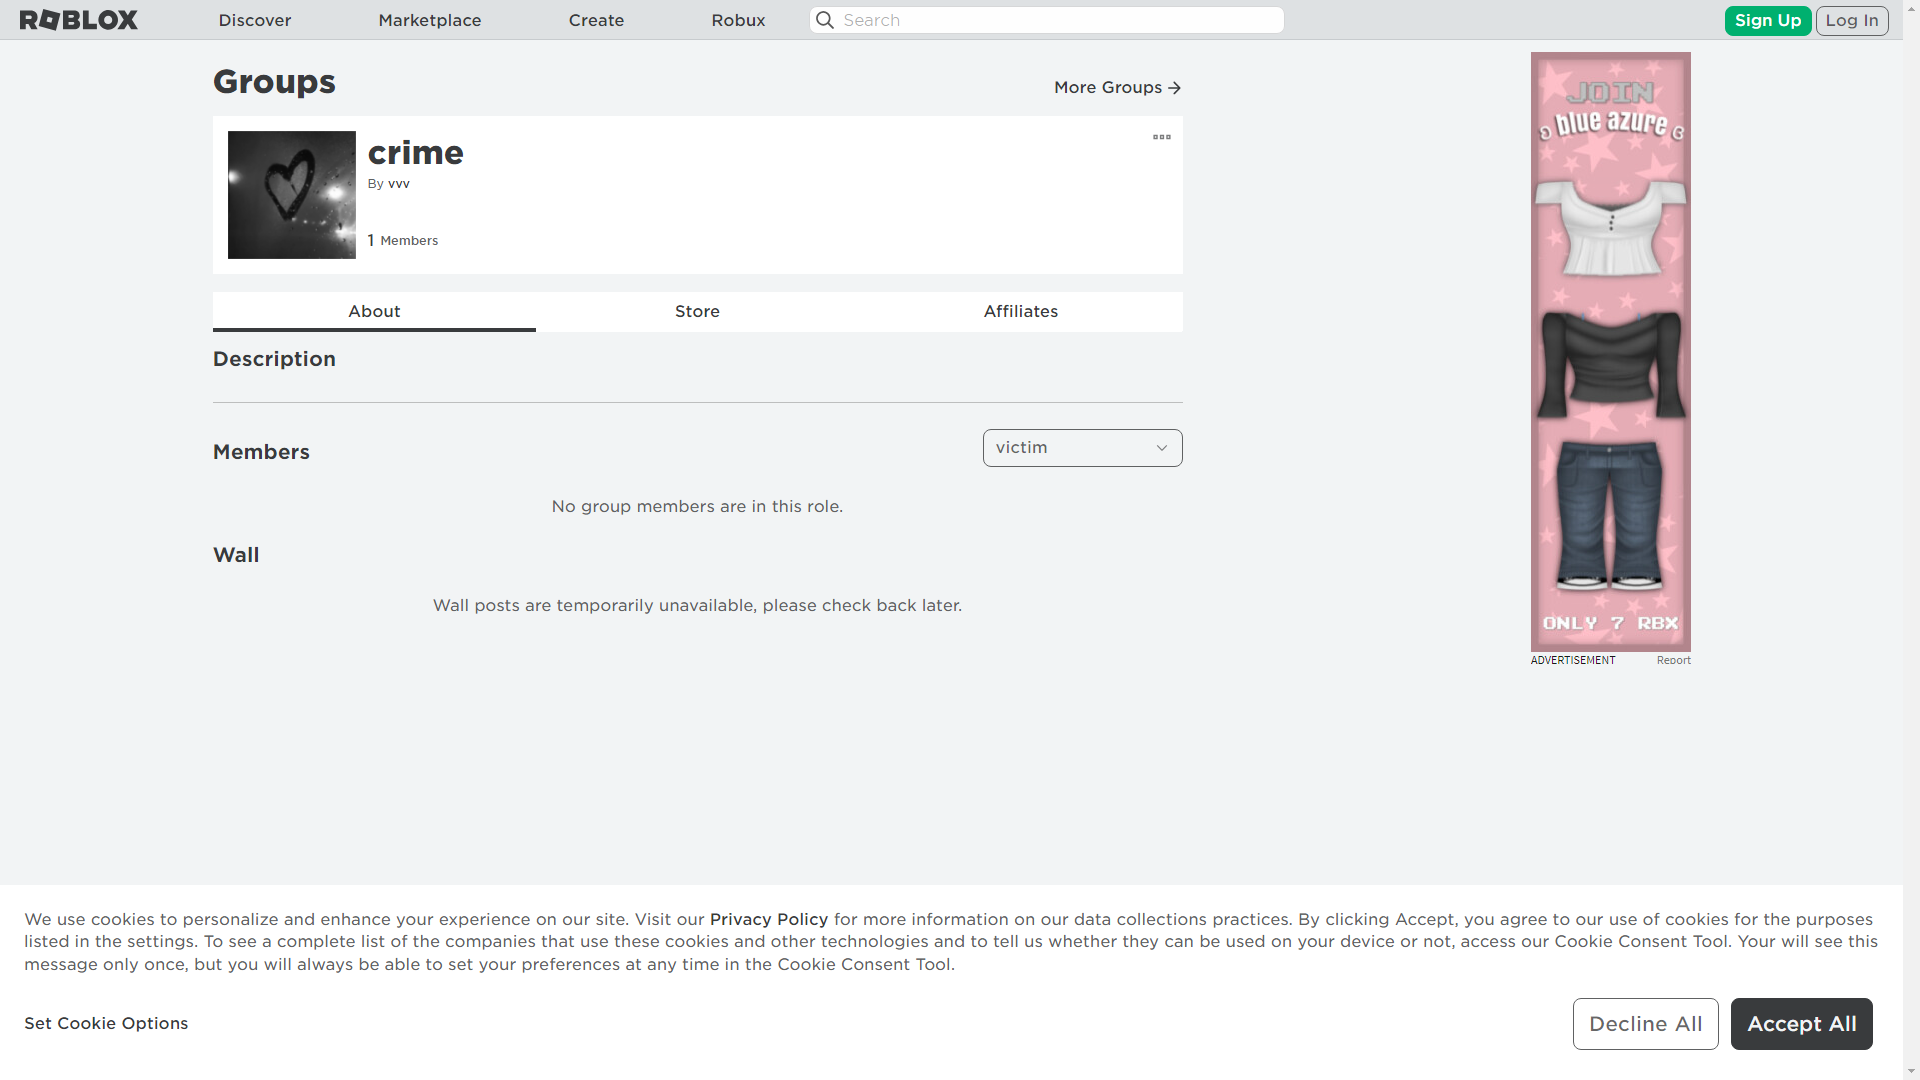 ROBLOX
Discover
Marketplace
Create
Robux
Search
Sign Up
Log In
Groups
More Groups
crime
By vvv
1 Members
About
Store
Affiliates
Description
Members
victim
No group members are in this role.
Wall
Wall posts are temporarily unavailable, please check back later.
JOIN
blue azure
ONLY 7 RBX
ADVERTISEMENT
Report
We use cookies to personalize and enhance your experience on our site. Visit our Privacy Policy for more information on our data collections practices. By clicking Accept, you agree to our use of cookies for the purposes
listed in the settings. To see a complete list of the companies that use these cookies and other technologies and to tell us whether they can be used on your device or not, access our Cookie Consent Tool. Your will see this
message only once, but you will always be able to set your preferences at any time in the Cookie Consent Tool.
Set Cookie Options
Decline All
Accept All